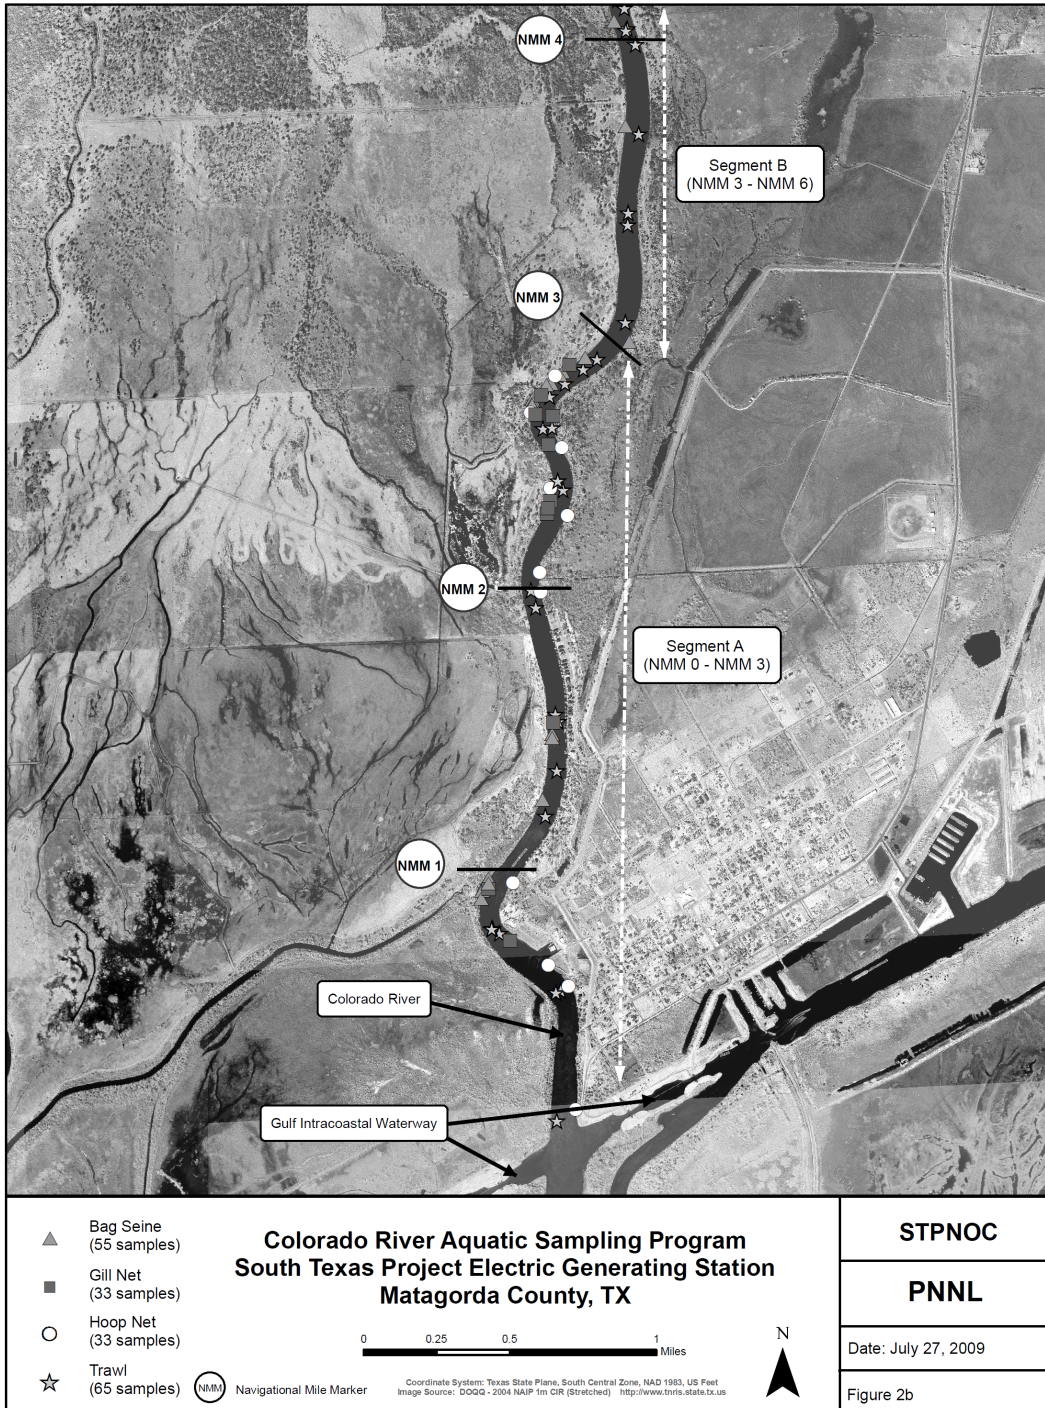 NMM 4
Segment B
(NMM 3 - NMM 6)
NMM 3
NMM 2
Segment A
(NMM 0 - NMM 3)
NMM 1
Colorado River
Gulf Intracoastal Waterway
Bag Seine
(55 samples)
Gill Net
(33 samples)
Hoop Net
(33 samples)
Trawl
(65 samples)
NMM Navigational Mile Marker
Colorado River Aquatic Sampling Program
South Texas Project Electric Generating Station
Matagorda County, TX
0 0.25 0.5 1
Miles
Coordinate System: Texas State Plane, South Central Zone, NAD 1983, US Feet
Image Source: DOQQ - 2004 NAIP 1m CIR (Stretched) http://www.tnris.state.tx.us
N
STPNOC
PNNL
Date: July 27, 2009
Figure 2b